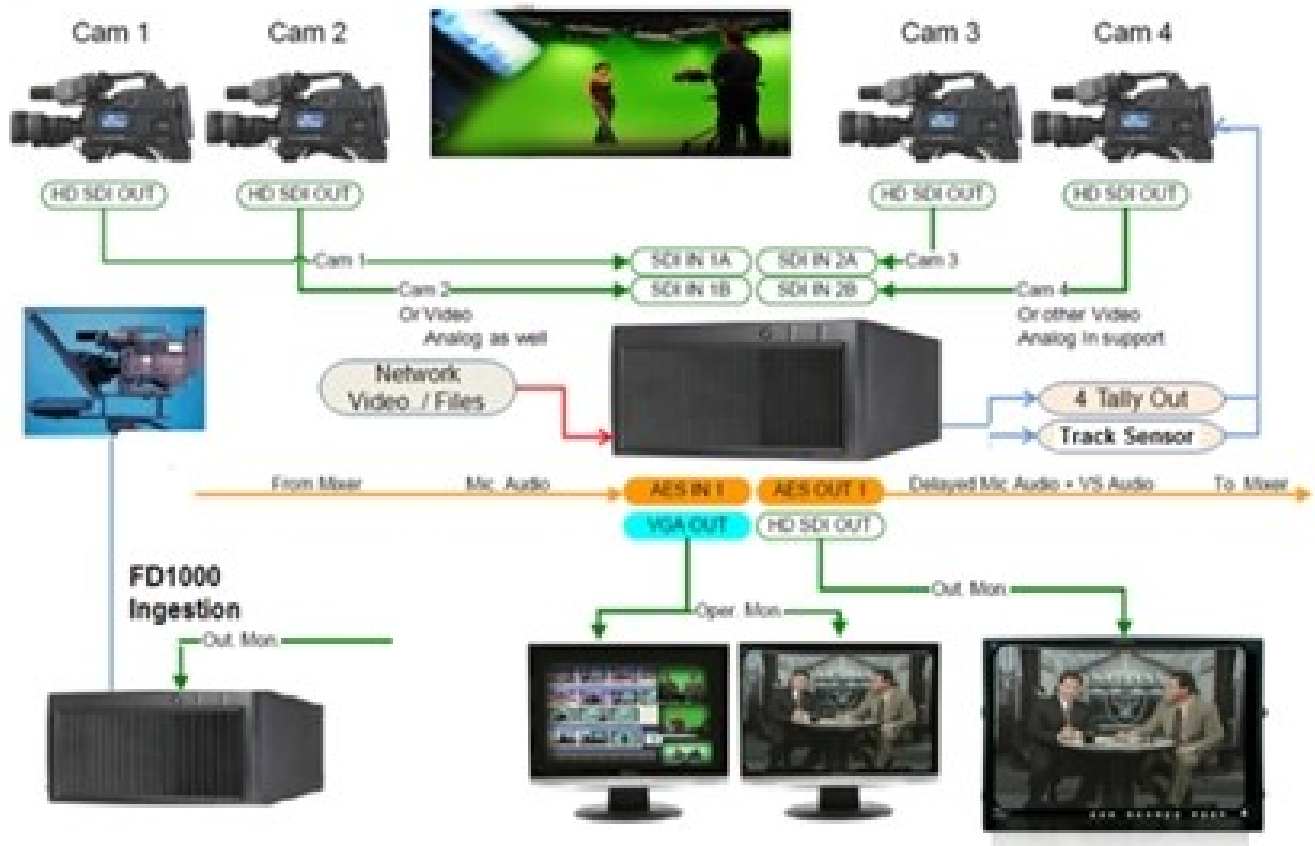 Cam 1
Cam 2
Cam 3
Cam 4
HD SDI OUT
HD SDI OUT
HD SDI OUT
HD SDI OUT
Cam 1
SDI IN 1A
SDI IN 2A
Cam 3
Cam 2
SDI IN 1B
SDI IN 2B
Cam 4
Or Video
Analog as well
Or other Video
Analog In support
Network
Video / Files
4 Tally Out
Track Sensor
From Mixer
Mic. Audio
AES IN 1
AES OUT 1
Delayed Mic Audio + VS Audio
To Mixer
VGA OUT
HD SDI OUT
FD1000
Ingestion
Out. Mon.
Oper. Mon.
Out. Mon.